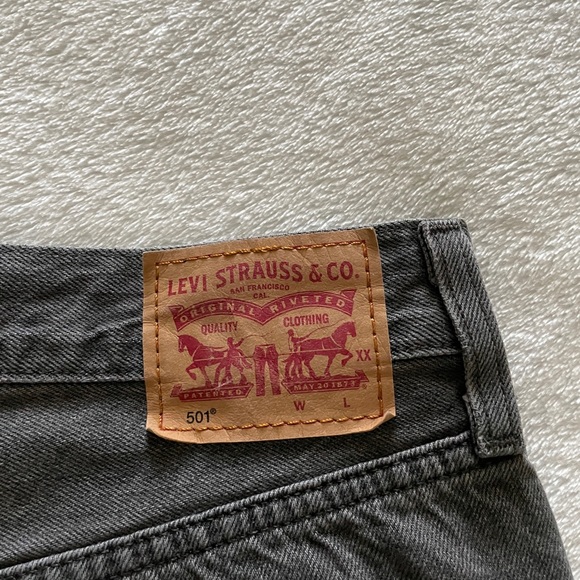 LEVI STRAUSS & CO.
SAN FRANCISCO
CAL.
ORIGINAL RIVETED
QUALITY CLOTHING
XX
PATENTED MAY 20 1873
501® W L